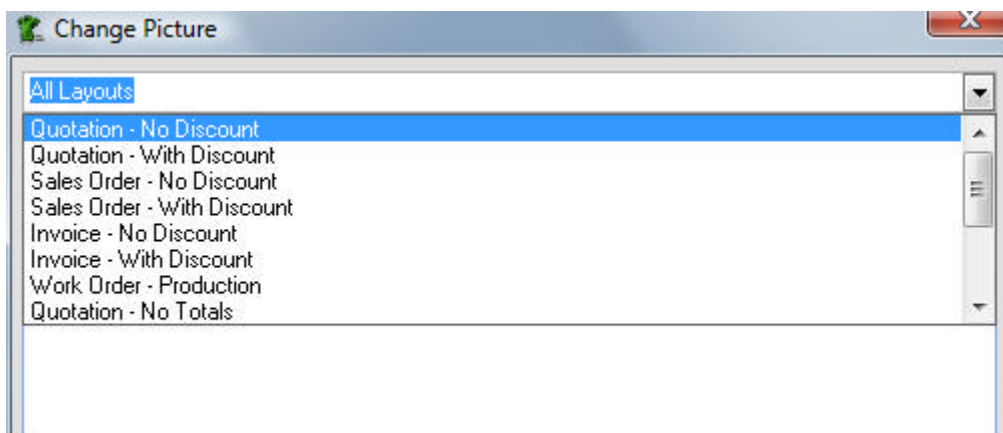 Change Picture
All Layouts
Quotation - No Discount
Quotation - With Discount
Sales Order - No Discount
Sales Order - With Discount
Invoice - No Discount
Invoice - With Discount
Work Order - Production
Quotation - No Totals